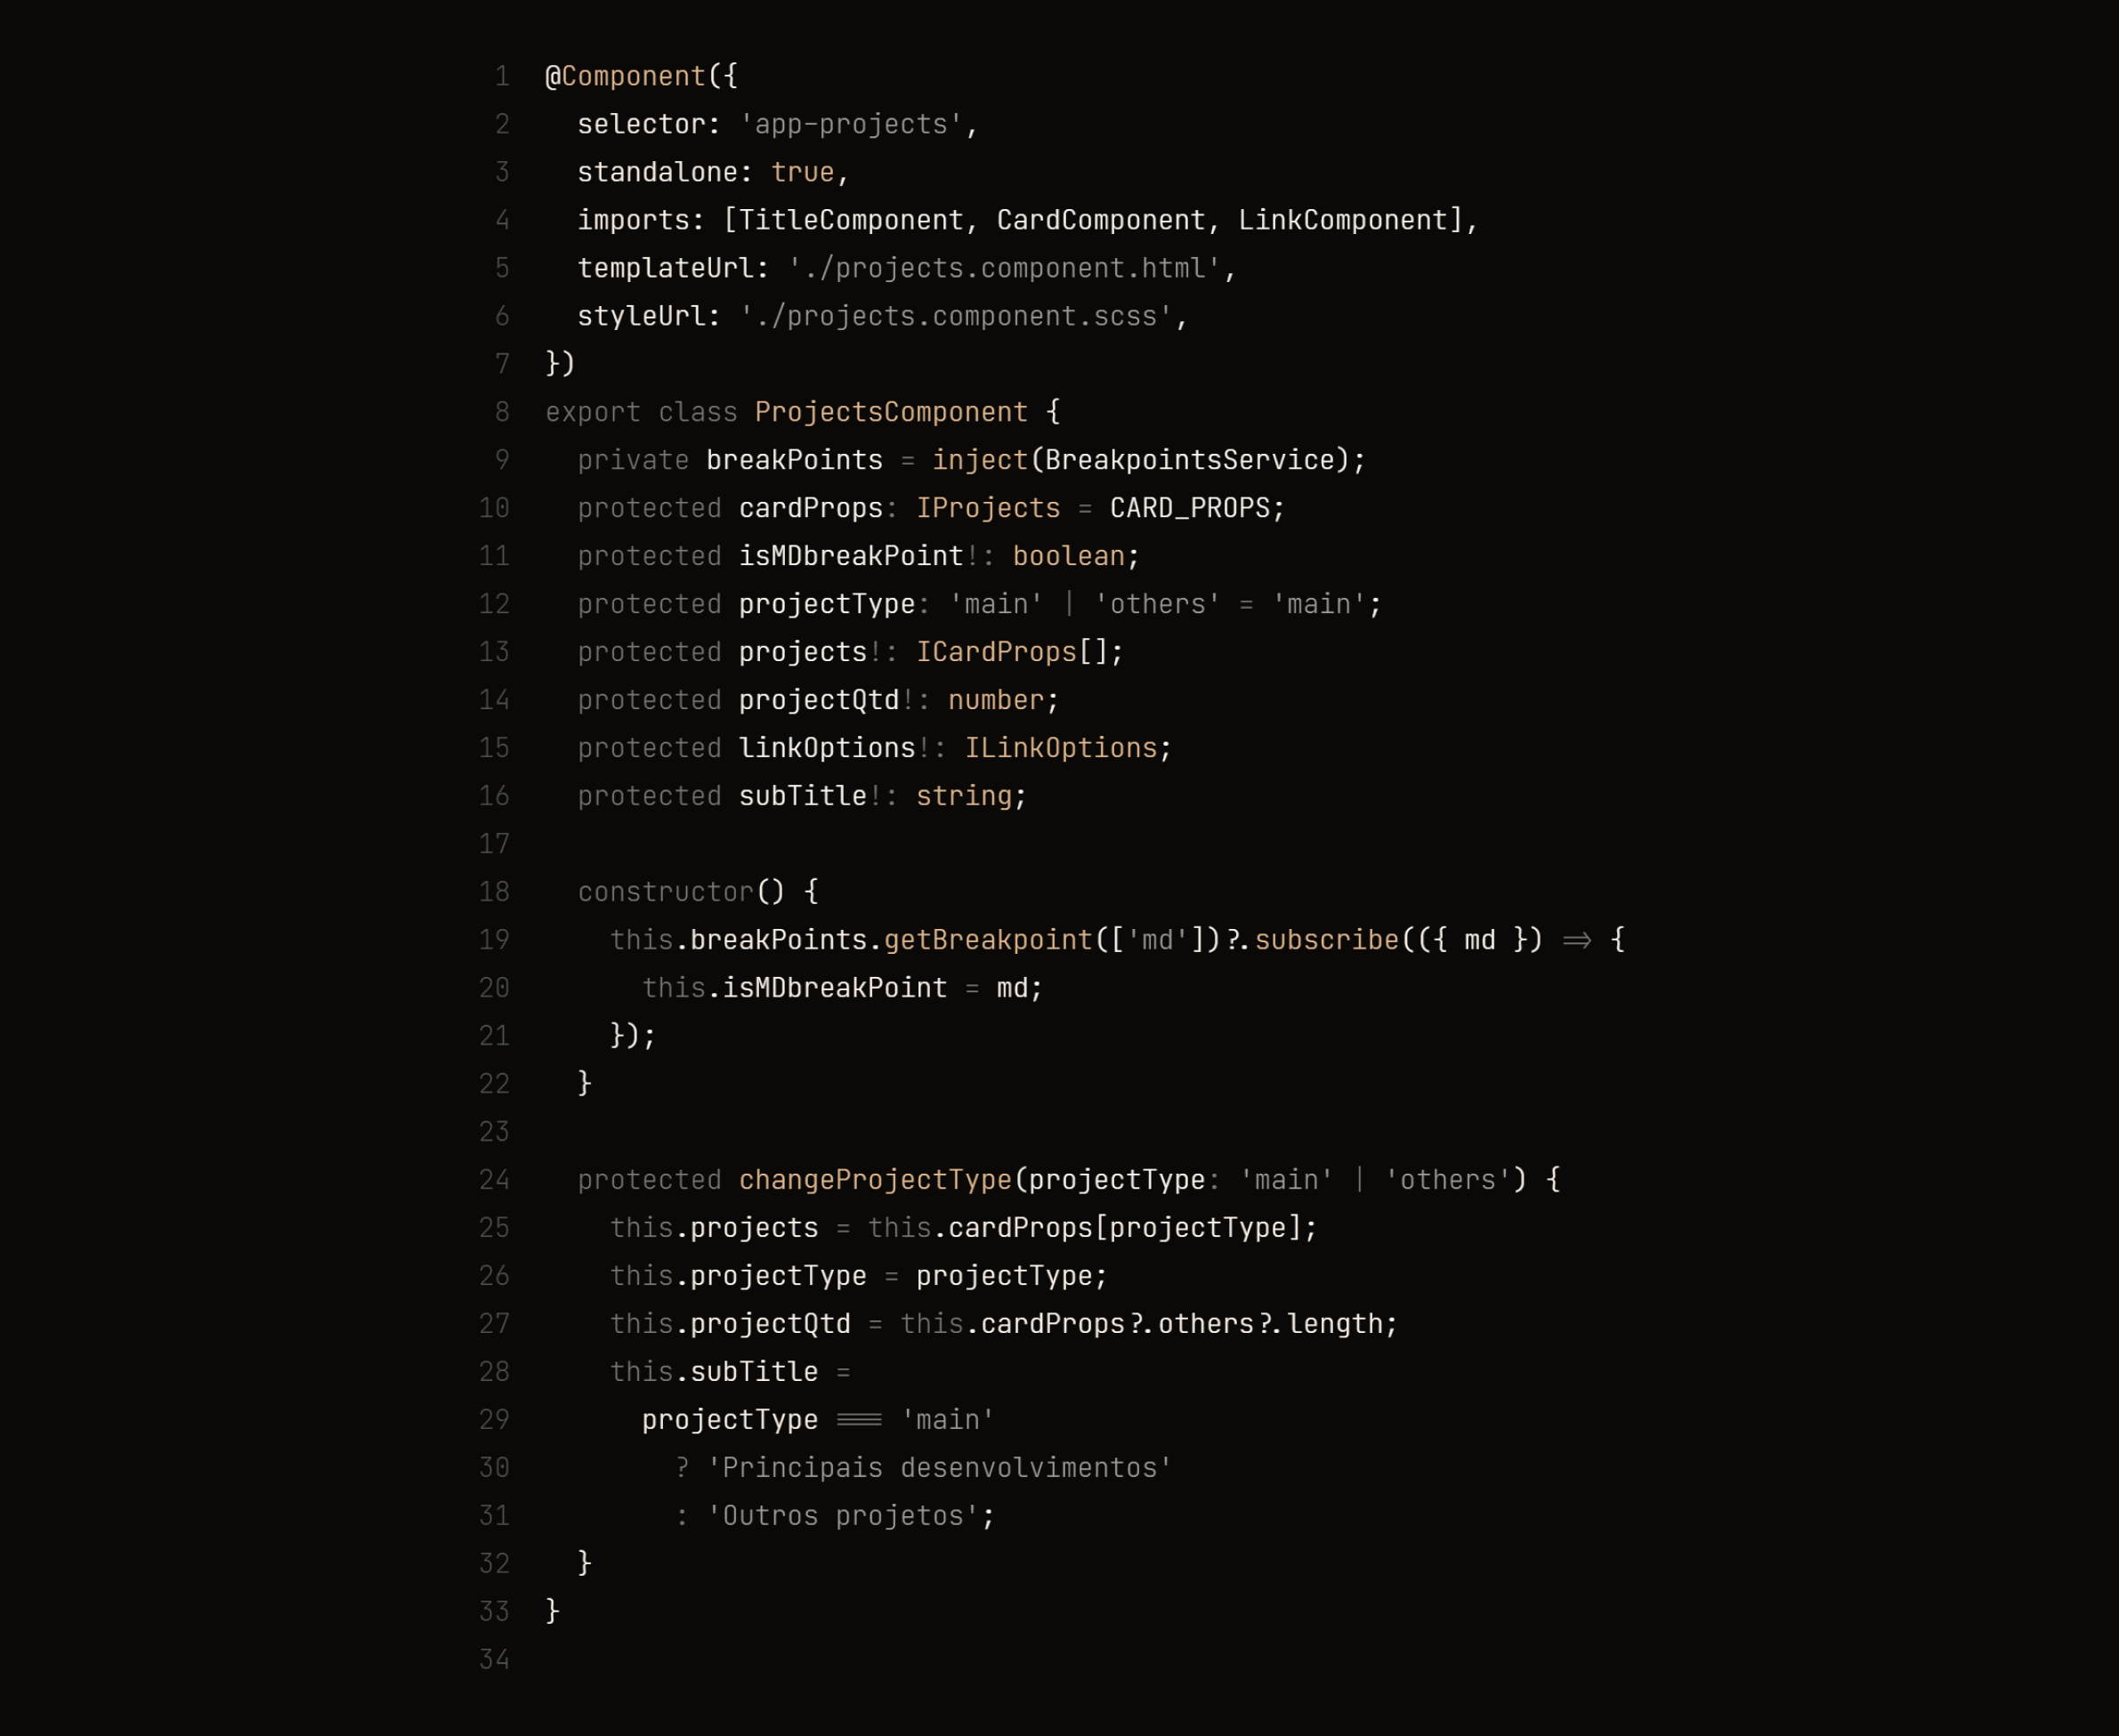 1 @Component({
2   selector: 'app-projects',
3   standalone: true,
4   imports: [TitleComponent, CardComponent, LinkComponent],
5   templateUrl: './projects.component.html',
6   styleUrl: './projects.component.scss',
7 })
8 export class ProjectsComponent {
9   private breakPoints = inject(BreakpointsService);
10   protected cardProps: IProjects = CARD_PROPS;
11   protected isMDbreakPoint!: boolean;
12   protected projectType: 'main' | 'others' = 'main';
13   protected projects!: ICardProps[];
14   protected projectQtd!: number;
15   protected linkOptions!: ILinkOptions;
16   protected subTitle!: string;
17
18   constructor() {
19     this.breakPoints.getBreakpoint(['md'])?.subscribe(({ md }) => {
20       this.isMDbreakPoint = md;
21     });
22   }
23
24   protected changeProjectType(projectType: 'main' | 'others') {
25     this.projects = this.cardProps[projectType];
26     this.projectType = projectType;
27     this.projectQtd = this.cardProps?.others?.length;
28     this.subTitle =
29       projectType === 'main'
30         ? 'Principais desenvolvimentos'
31         : 'Outros projetos';
32   }
33 }
34